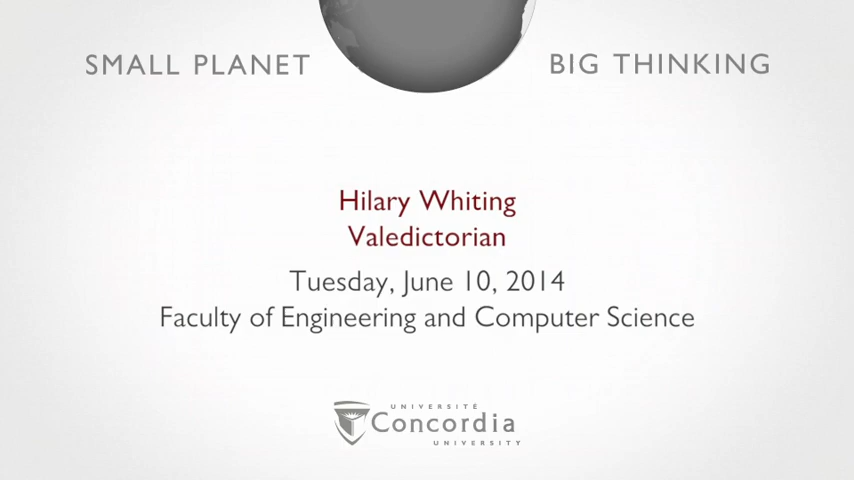 SMALL PLANET BIG THINKING
Hilary Whiting
Valedictorian
Tuesday, June 10, 2014
Faculty of Engineering and Computer Science
UNIVERSITÉ
Concordia
UNIVERSITY